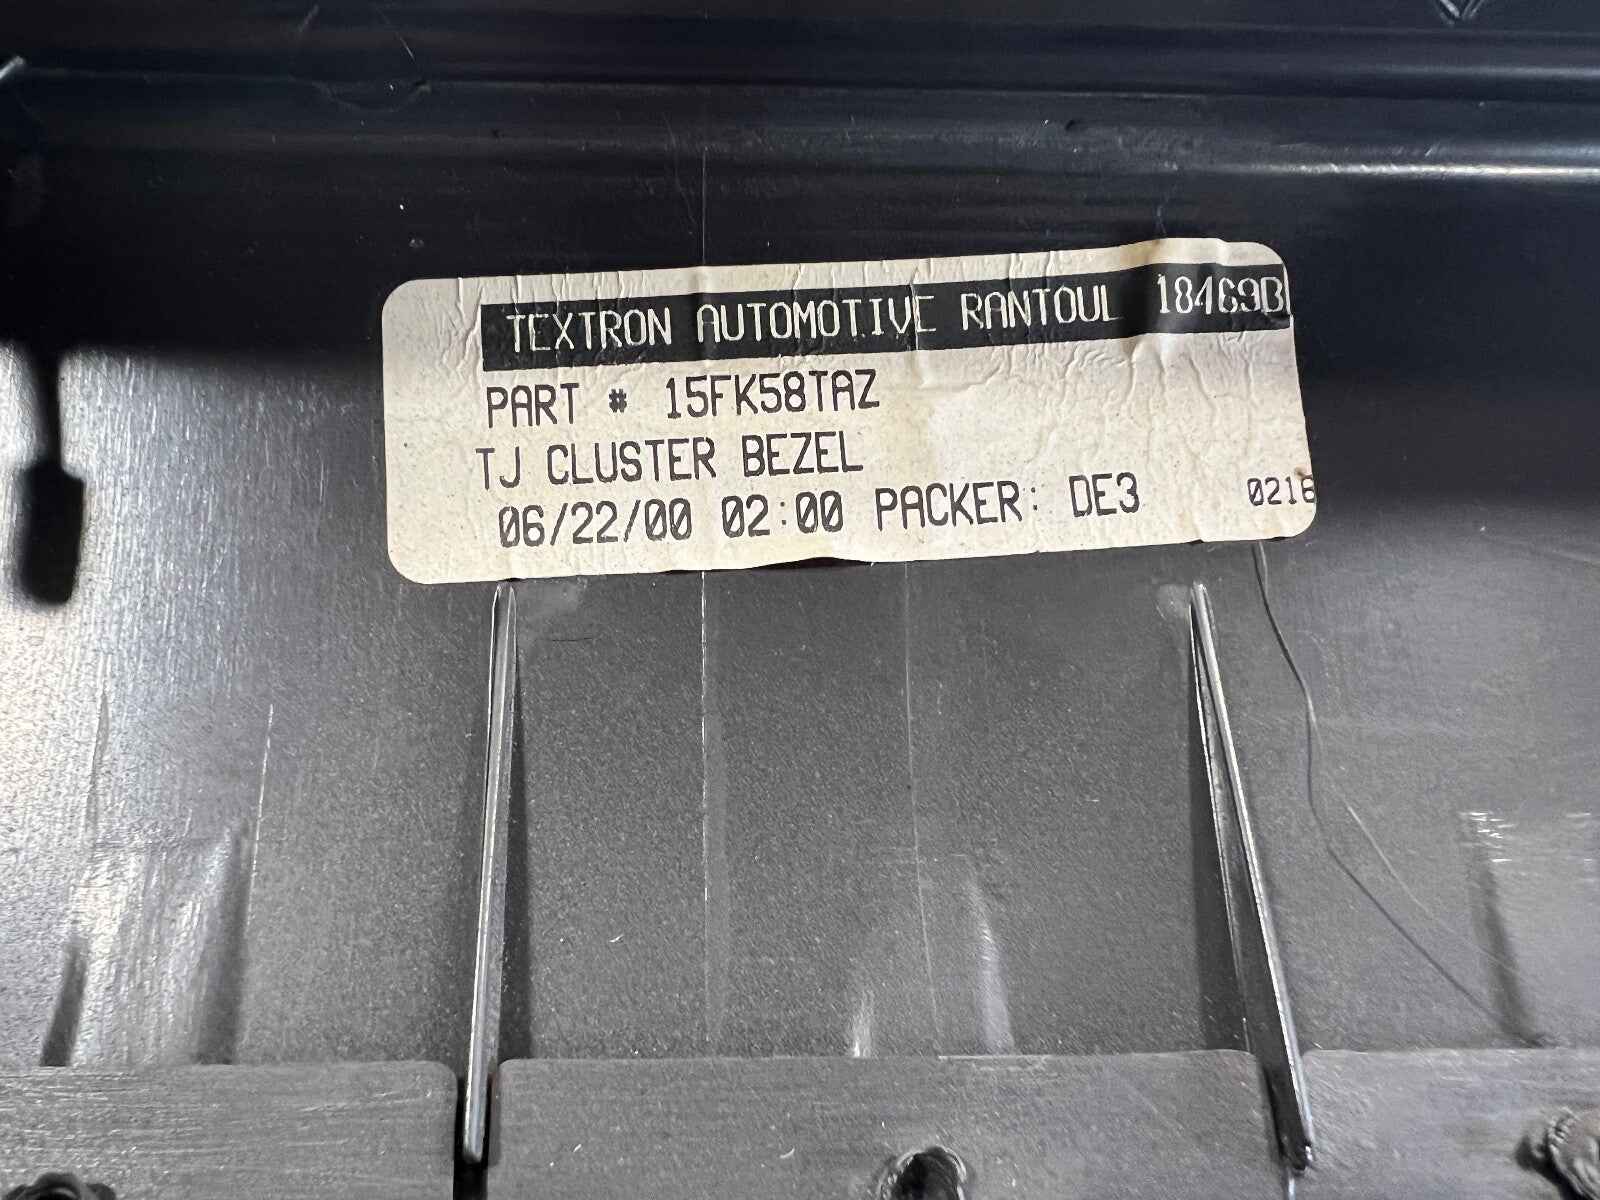 TEXTRON AUTOMOTIVE RANTOUL 18469B
PART # 15FK58TAZ
TJ CLUSTER BEZEL
06/22/00 02:00 PACKER: DE3 0216